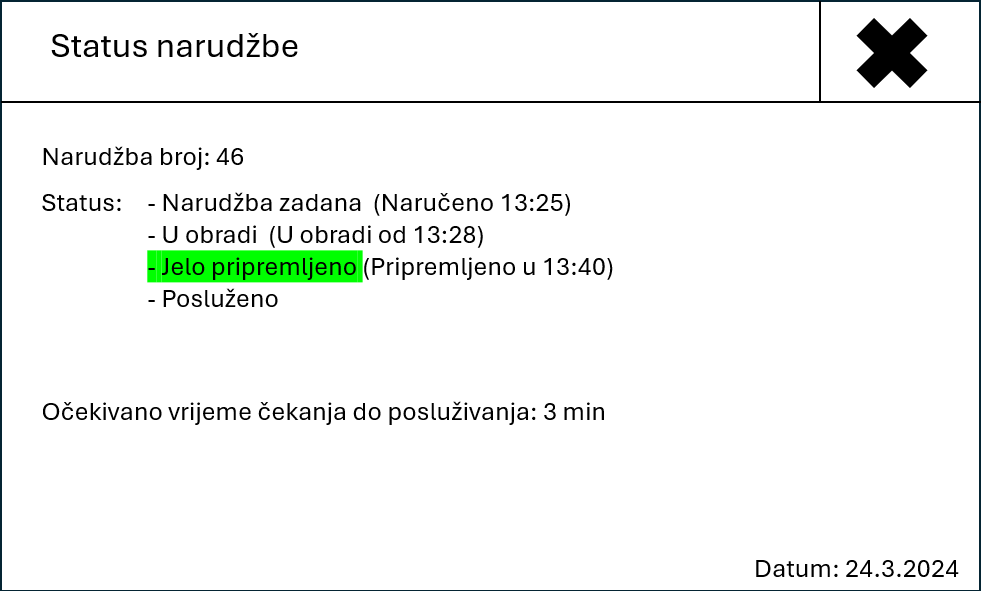 Status narudžbe
Narudžba broj: 46
Status: - Narudžba zadana (Naručeno 13:25)
- U obradi (U obradi od 13:28)
- Jelo pripremljeno (Pripremljeno u 13:40)
- Posluženo
Očekivano vrijeme čekanja do posluživanja: 3 min
Datum: 24.3.2024